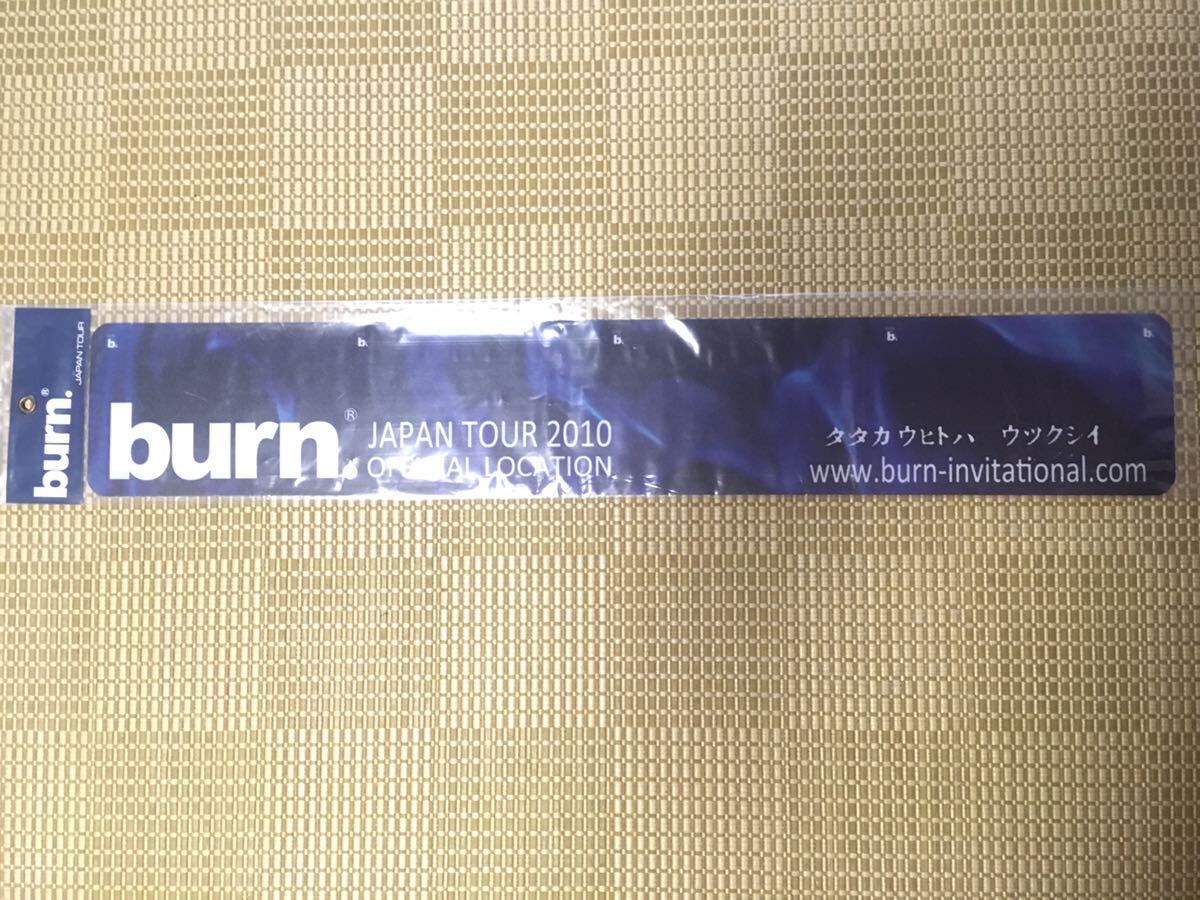 burn.®
JAPAN TOUR
b. b. b. b. b.
burn.®
JAPAN TOUR 2010
OFFICIAL LOCATION.
タタカウヒトハ ウツクシイ
www.burn-invitational.com